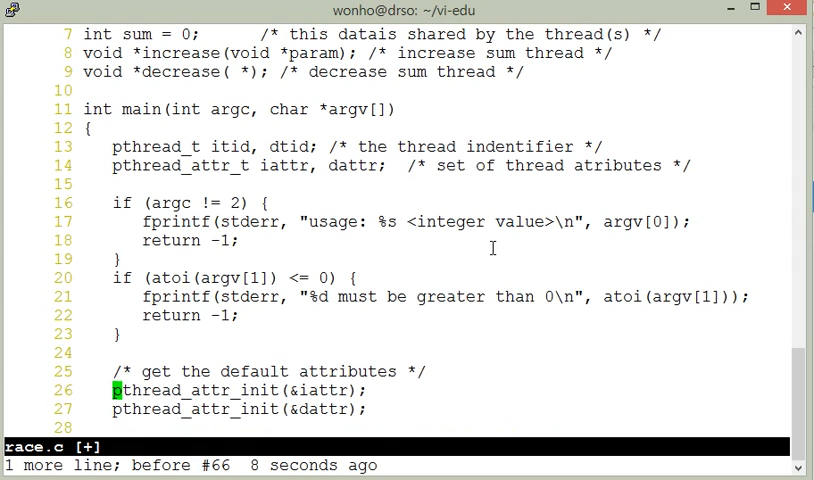 wonho@drso: ~/vi-edu
7 int sum = 0;      /* this datais shared by the thread(s) */
8 void *increase(void *param); /* increase sum thread */
9 void *decrease( *); /* decrease sum thread */
10
11 int main(int argc, char *argv[])
12 {
13    pthread_t itid, dtid; /* the thread indentifier */
14    pthread_attr_t iattr, dattr;  /* set of thread atributes */
15
16    if (argc != 2) {
17       fprintf(stderr, "usage: %s <integer value>\n", argv[0]);
18       return -1;
19    }
20    if (atoi(argv[1]) <= 0) {
21       fprintf(stderr, "%d must be greater than 0\n", atoi(argv[1]));
22       return -1;
23    }
24
25    /* get the default attributes */
26    pthread_attr_init(&iattr);
27    pthread_attr_init(&dattr);
28
race.c [+]
1 more line; before #66  8 seconds ago